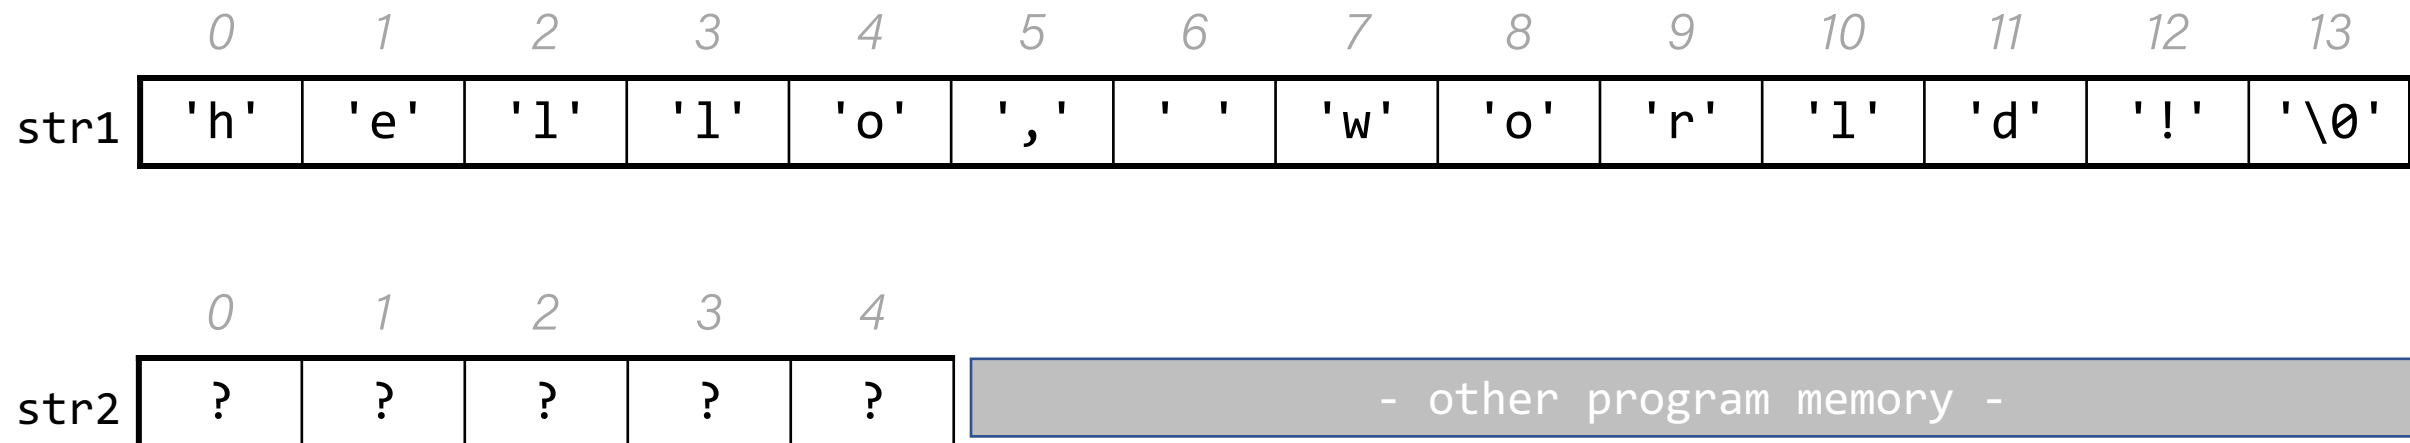 0 1 2 3 4 5 6 7 8 9 10 11 12 13
str1 'h' 'e' 'l' 'l' 'o' ',' ' ' 'w' 'o' 'r' 'l' 'd' '!' '\0'
0 1 2 3 4
str2 ? ? ? ? ? - other program memory -